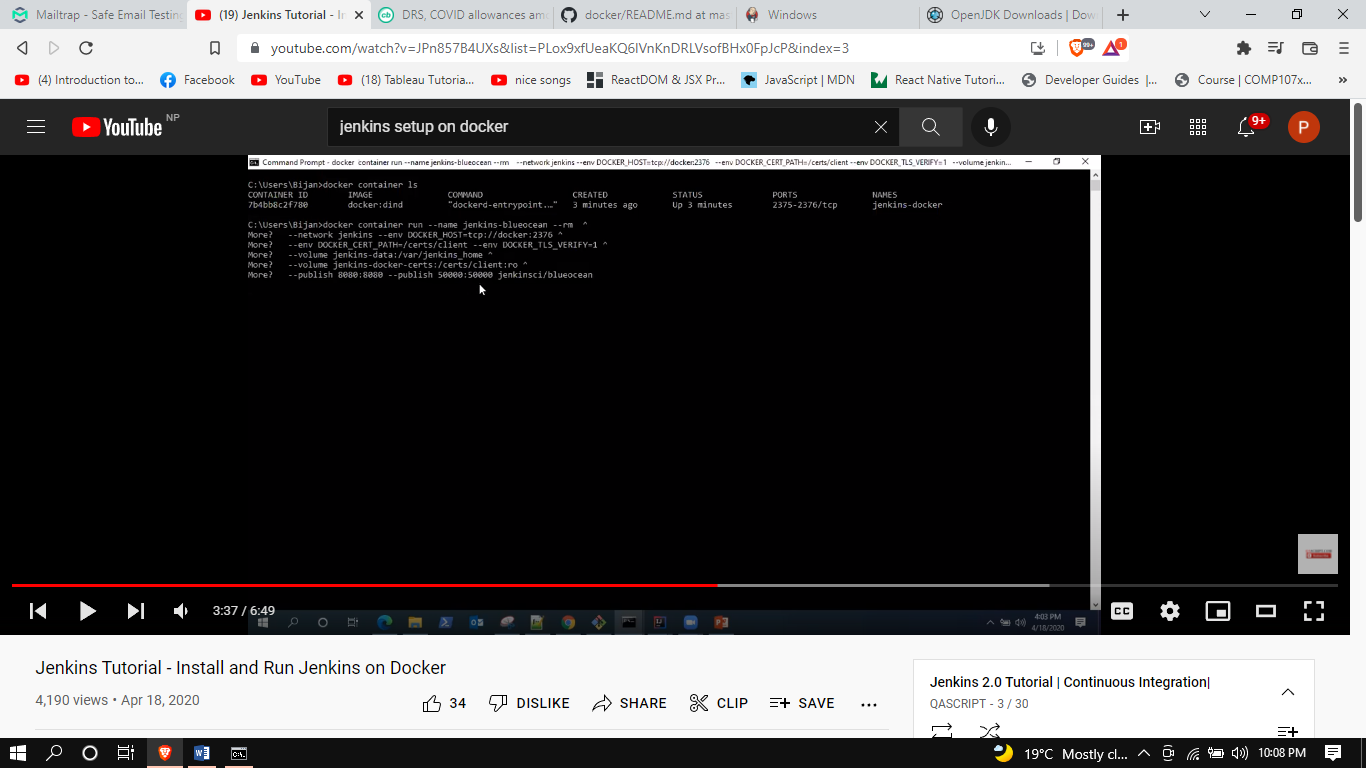 Mailtrap - Safe Email Testing
(19) Jenkins Tutorial - In
DRS, COVID allowances am
docker/README.md at mas
Windows
OpenJDK Downloads | Dow
youtube.com/watch?v=JPn857B4UXs&list=PLox9xfUeaKQ6IVnKnDRLVsofBHx0FpJcP&index=3
99+
1
(4) Introduction to...
Facebook
YouTube
(18) Tableau Tutoria...
nice songs
ReactDOM & JSX Pr...
JavaScript | MDN
React Native Tutori...
Developer Guides |...
Course | COMP107x...
»
YouTube NP
jenkins setup on docker
9+
P
Command Prompt - docker container run --name jenkins-blueocean --rm --network jenkins --env DOCKER_HOST=tcp://docker:2376 --env DOCKER_CERT_PATH=/certs/client --env DOCKER_TLS_VERIFY=1 --volume jenkin...
C:\Users\Bijan>docker container ls
CONTAINER ID IMAGE COMMAND CREATED STATUS PORTS NAMES
7b4bb8c2f780 docker:dind "dockerd-entrypoint.…" 3 minutes ago Up 3 minutes 2375-2376/tcp jenkins-docker
C:\Users\Bijan>docker container run --name jenkins-blueocean --rm ^
More? --network jenkins --env DOCKER_HOST=tcp://docker:2376 ^
More? --env DOCKER_CERT_PATH=/certs/client --env DOCKER_TLS_VERIFY=1 ^
More? --volume jenkins-data:/var/jenkins_home ^
More? --volume jenkins-docker-certs:/certs/client:ro ^
More? --publish 8080:8080 --publish 50000:50000 jenkinsci/blueocean
3:37 / 6:49
CC
4:03 PM
4/18/2020
Jenkins Tutorial - Install and Run Jenkins on Docker
4,190 views • Apr 18, 2020
34
DISLIKE
SHARE
CLIP
SAVE
...
Jenkins 2.0 Tutorial | Continuous Integration|
QASCRIPT - 3 / 30
19°C Mostly cl...
10:08 PM